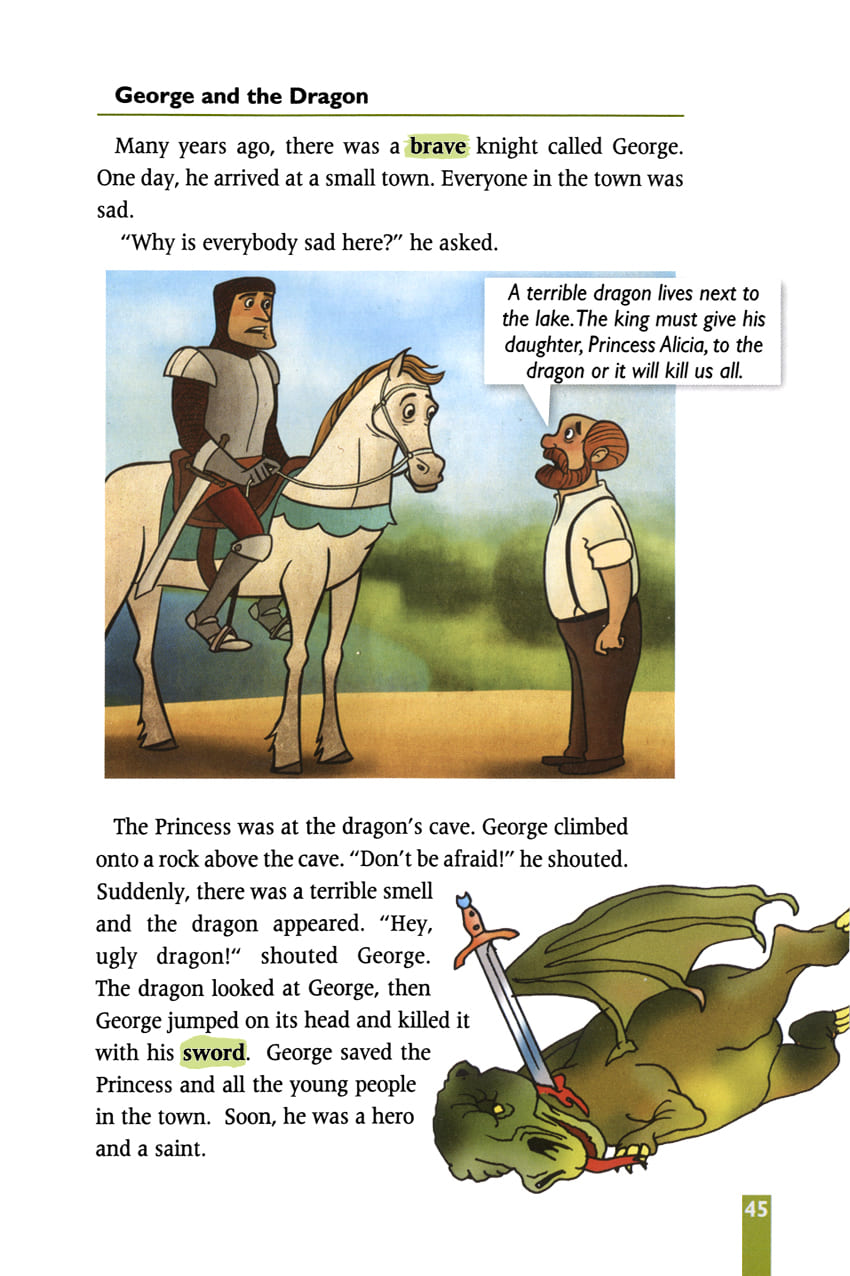 George and the Dragon
Many years ago, there was a brave knight called George.
One day, he arrived at a small town. Everyone in the town was
sad.
“Why is everybody sad here?” he asked.
A terrible dragon lives next to
the lake. The king must give his
daughter, Princess Alicia, to the
dragon or it will kill us all.
The Princess was at the dragon’s cave. George climbed
onto a rock above the cave. “Don’t be afraid!” he shouted.
Suddenly, there was a terrible smell
and the dragon appeared. “Hey,
ugly dragon!“ shouted George.
The dragon looked at George, then
George jumped on its head and killed it
with his sword. George saved the
Princess and all the young people
in the town. Soon, he was a hero
and a saint.
45